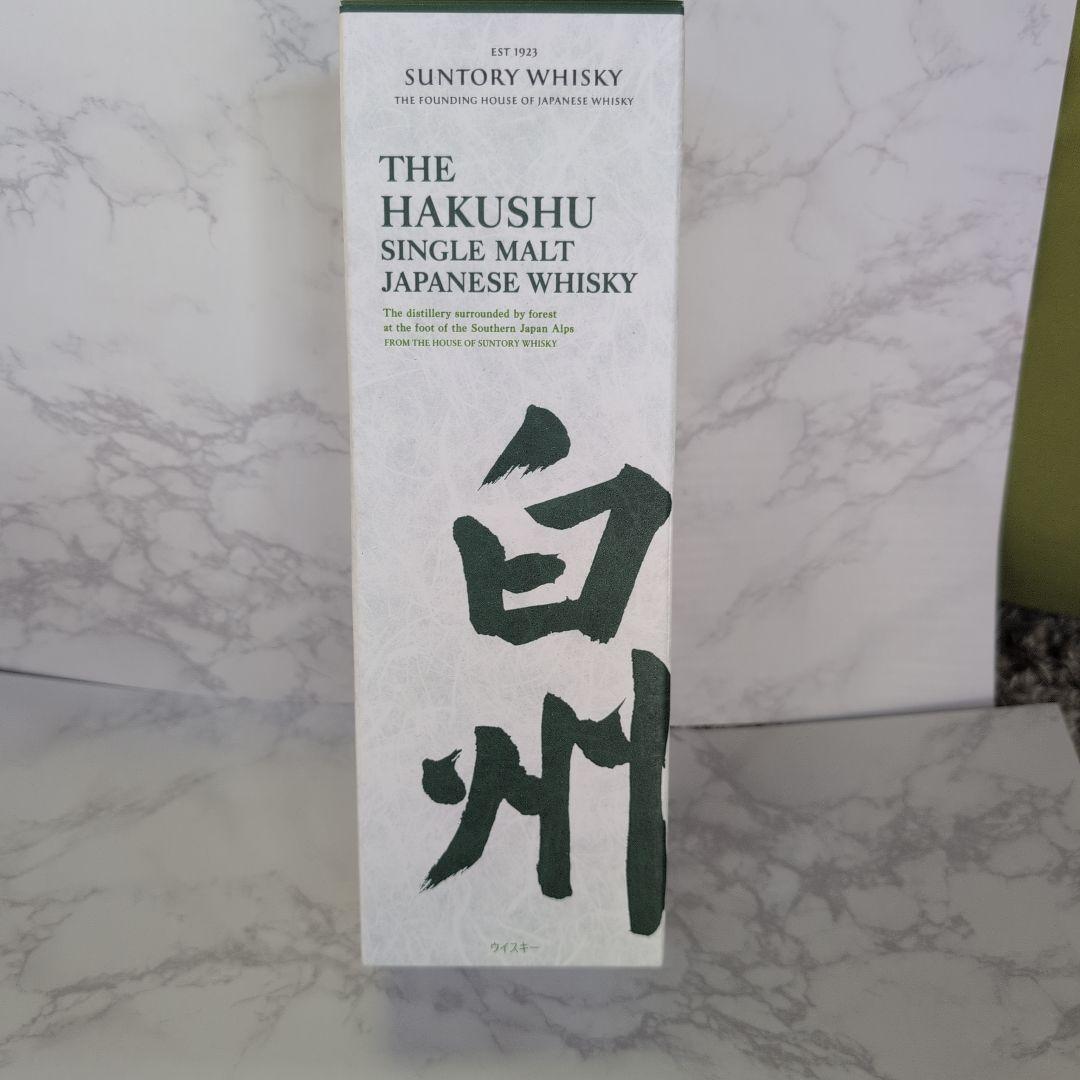 EST 1923
SUNTORY WHISKY
THE FOUNDING HOUSE OF JAPANESE WHISKY
THE
HAKUSHU
SINGLE MALT
JAPANESE WHISKY
The distillery surrounded by forest
at the foot of the Southern Japan Alps
FROM THE HOUSE OF SUNTORY WHISKY
白
州
ウイスキー